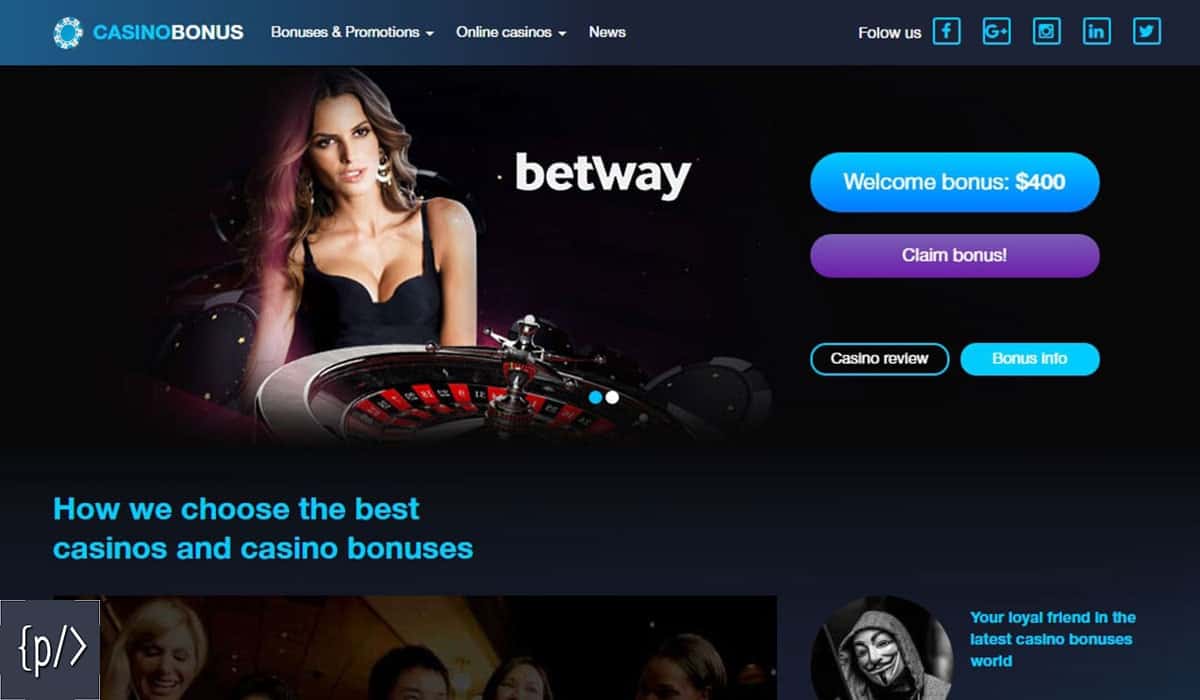 CASINOBONUS
Bonuses & Promotions
Online casinos
News
Folow us
betway
Welcome bonus: $400
Claim bonus!
Casino review
Bonus info
How we choose the best
casinos and casino bonuses
Your loyal friend in the
latest casino bonuses
world
{p/>